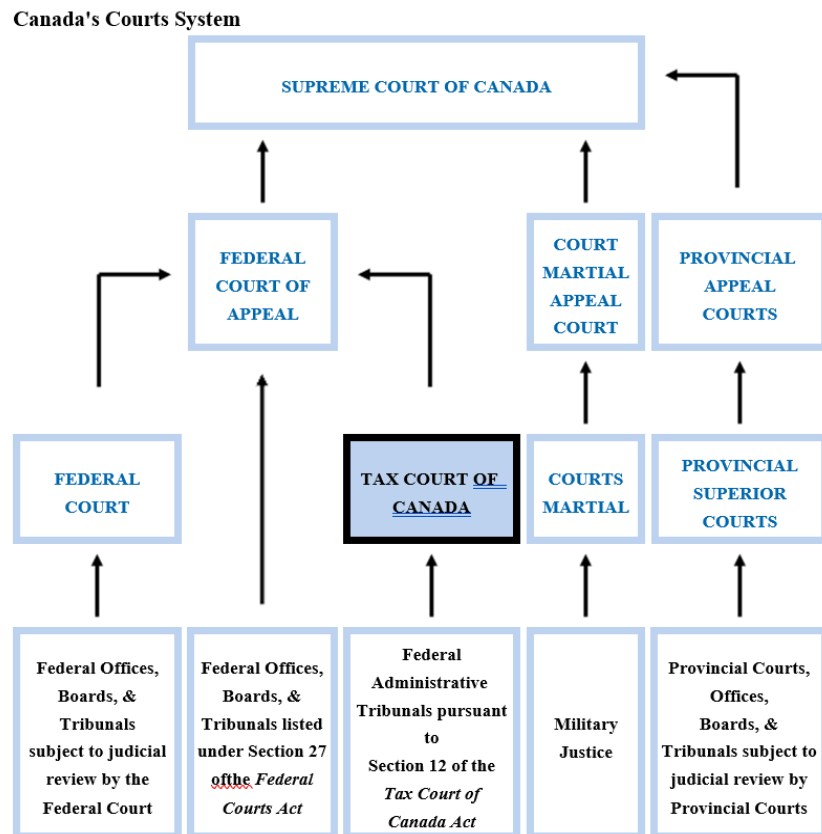 Canada's Courts System
SUPREME COURT OF CANADA
FEDERAL
COURT OF
APPEAL
COURT
MARTIAL
APPEAL
COURT
PROVINCIAL
APPEAL
COURTS
FEDERAL
COURT
TAX COURT OF
CANADA
COURTS
MARTIAL
PROVINCIAL
SUPERIOR
COURTS
Federal Offices,
Boards, &
Tribunals
subject to judicial
review by the
Federal Court
Federal Offices,
Boards, &
Tribunals listed
under Section 27
ofthe Federal
Courts Act
Federal
Administrative
Tribunals pursuant
to
Section 12 of the
Tax Court of
Canada Act
Military
Justice
Provincial Courts,
Offices,
Boards, &
Tribunals subject to
judicial review by
Provincial Courts